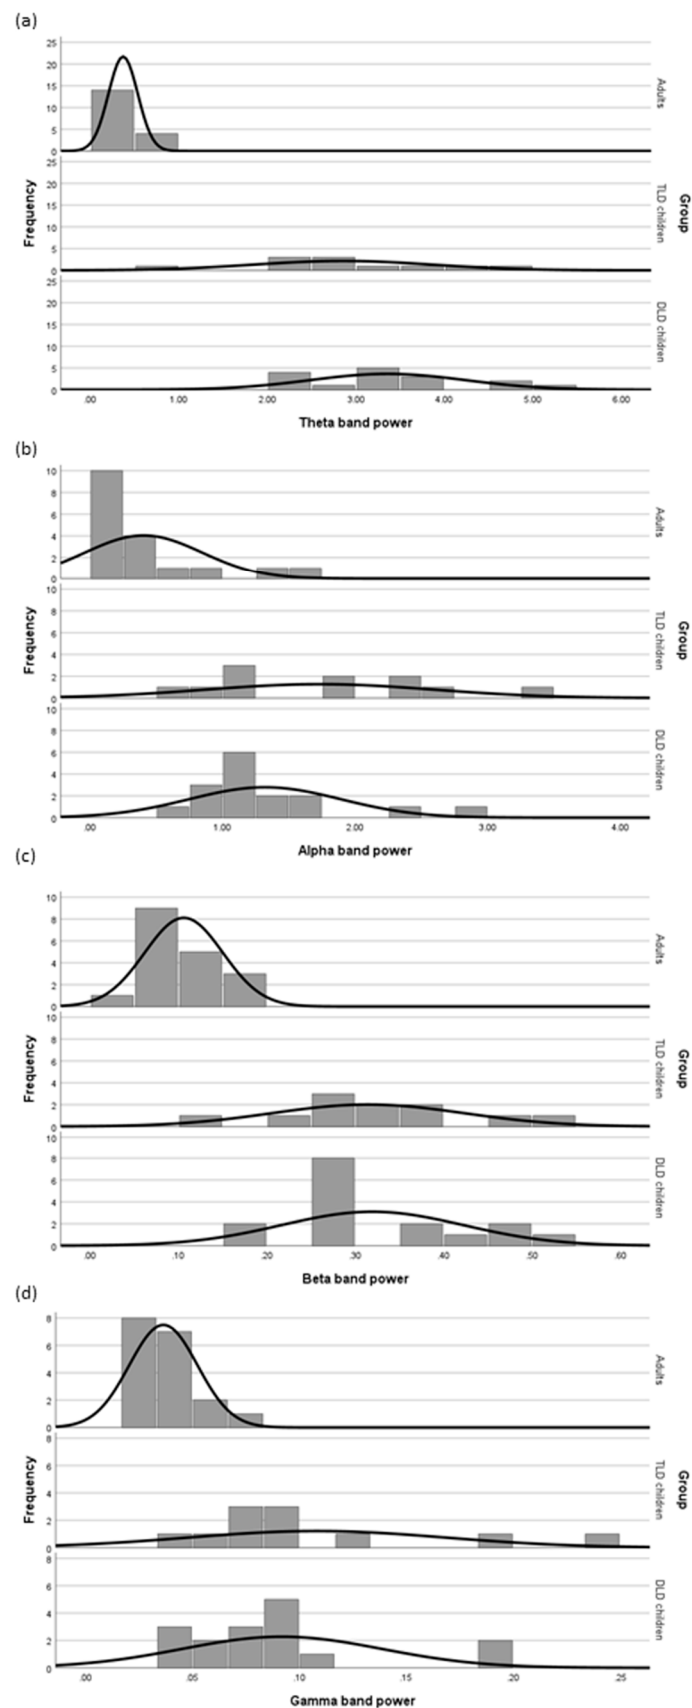 (a)
25
20
15
10
5
0
Adults
25
20
15
10
5
0
TLD children
25
20
15
10
5
0
DLD children
Frequency
Group
.00 1.00 2.00 3.00 4.00 5.00 6.00
Theta band power
(b)
10
8
6
4
2
0
Adults
10
8
6
4
2
0
TLD children
10
8
6
4
2
0
DLD children
Frequency
Group
.00 1.00 2.00 3.00 4.00
Alpha band power
(c)
10
8
6
4
2
0
Adults
10
8
6
4
2
0
TLD children
10
8
6
4
2
0
DLD children
Frequency
Group
.00 .10 .20 .30 .40 .50 .60
Beta band power
(d)
8
6
4
2
0
Adults
8
6
4
2
0
TLD children
8
6
4
2
0
DLD children
Frequency
Group
.00 .05 .10 .15 .20 .25
Gamma band power